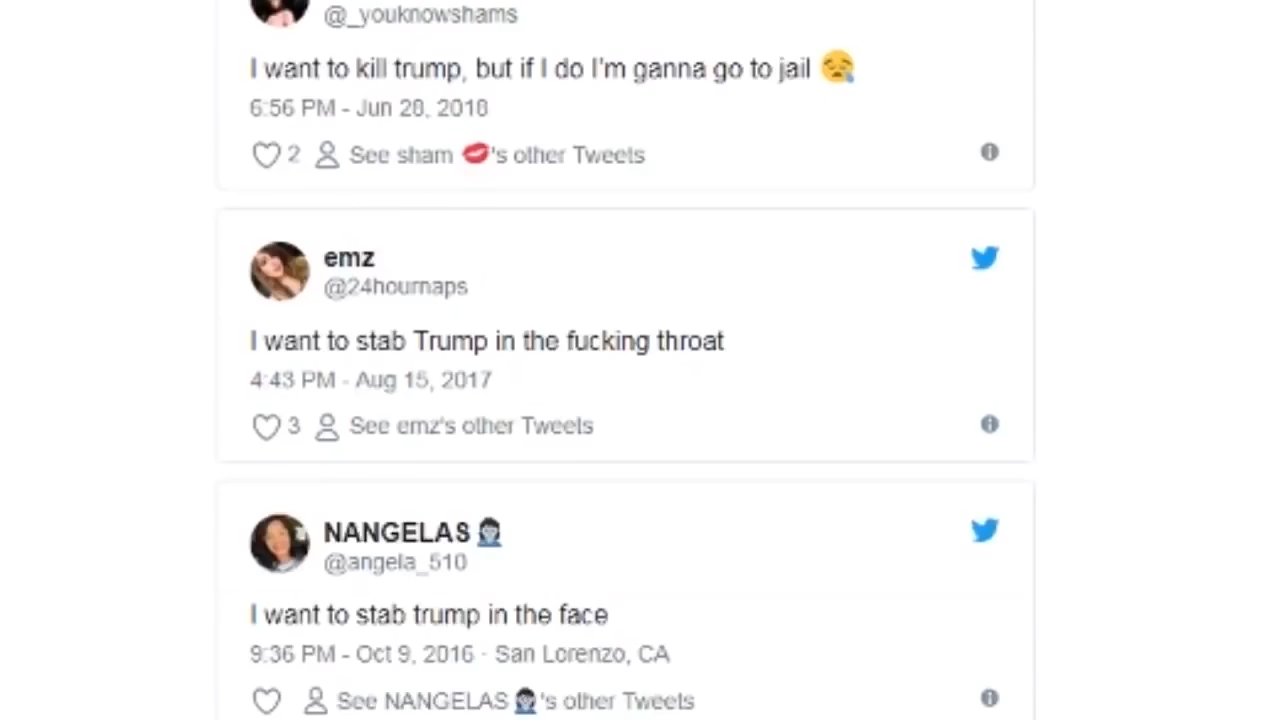 @_youknowshams
I want to kill trump, but if I do I'm ganna go to jail 😪
6:56 PM - Jun 28, 2018
2 See sham 💋's other Tweets
emz
@24hournaps
I want to stab Trump in the fucking throat
4:43 PM - Aug 15, 2017
3 See emz's other Tweets
NANGELAS 🧛🏻‍♀️
@angela_510
I want to stab trump in the face
9:36 PM - Oct 9, 2016 · San Lorenzo, CA
See NANGELAS 🧛🏻‍♀️'s other Tweets